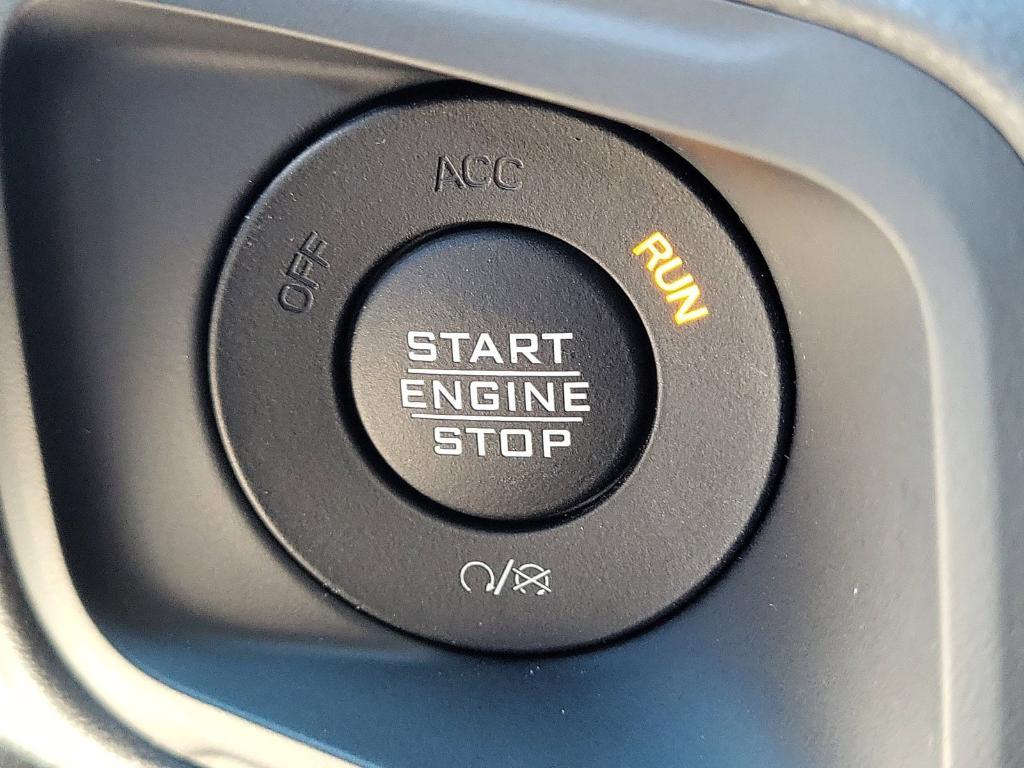 ACC
OFF
RUN
START
ENGINE
STOP